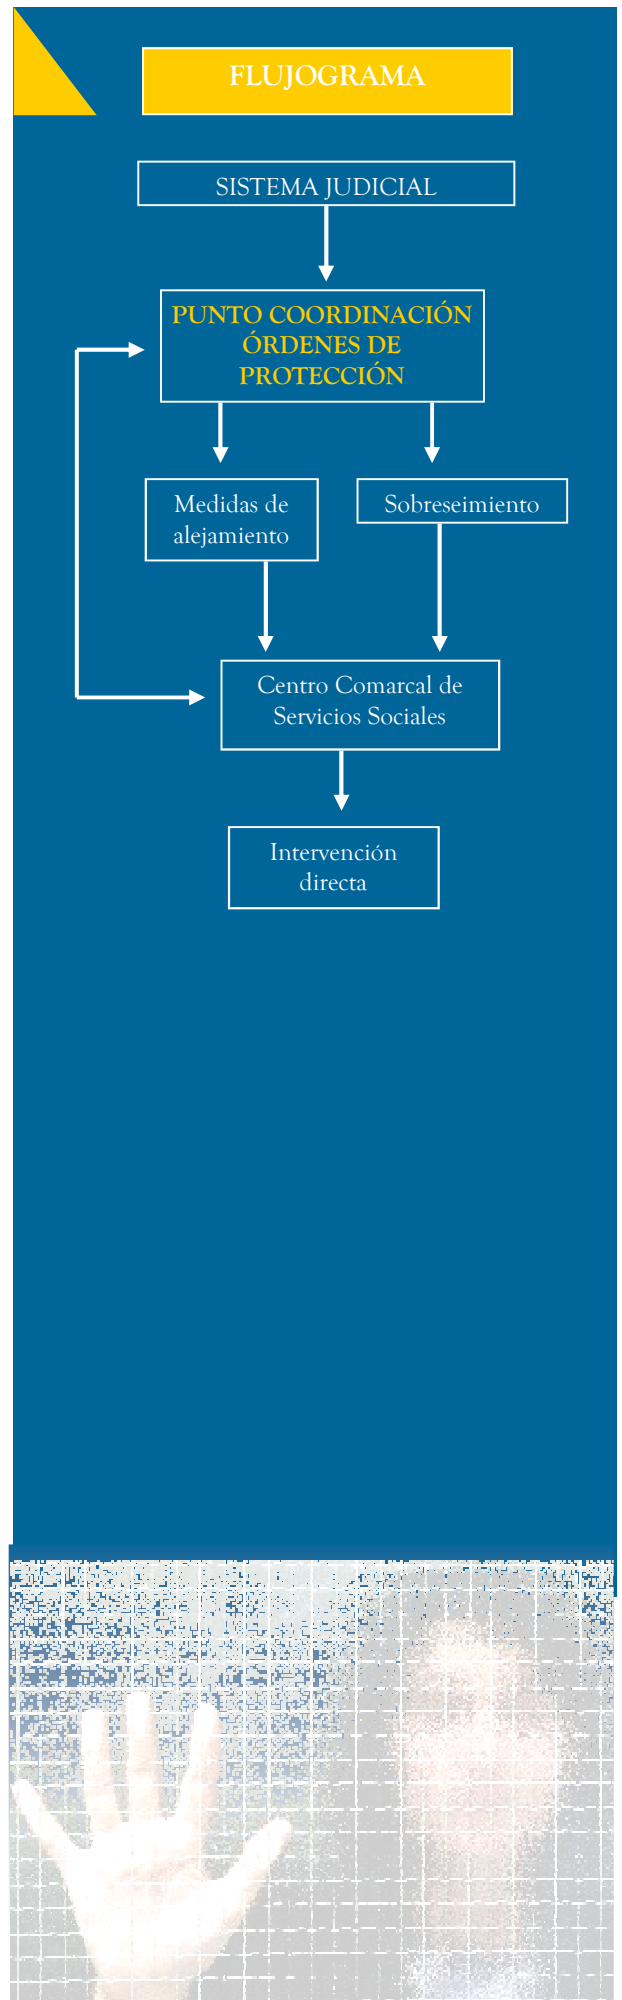 FLUJOGRAMA
SISTEMA JUDICIAL
PUNTO COORDINACIÓN
ÓRDENES DE
PROTECCIÓN
Medidas de
alejamiento
Sobreseimiento
Centro Comarcal de
Servicios Sociales
Intervención
directa